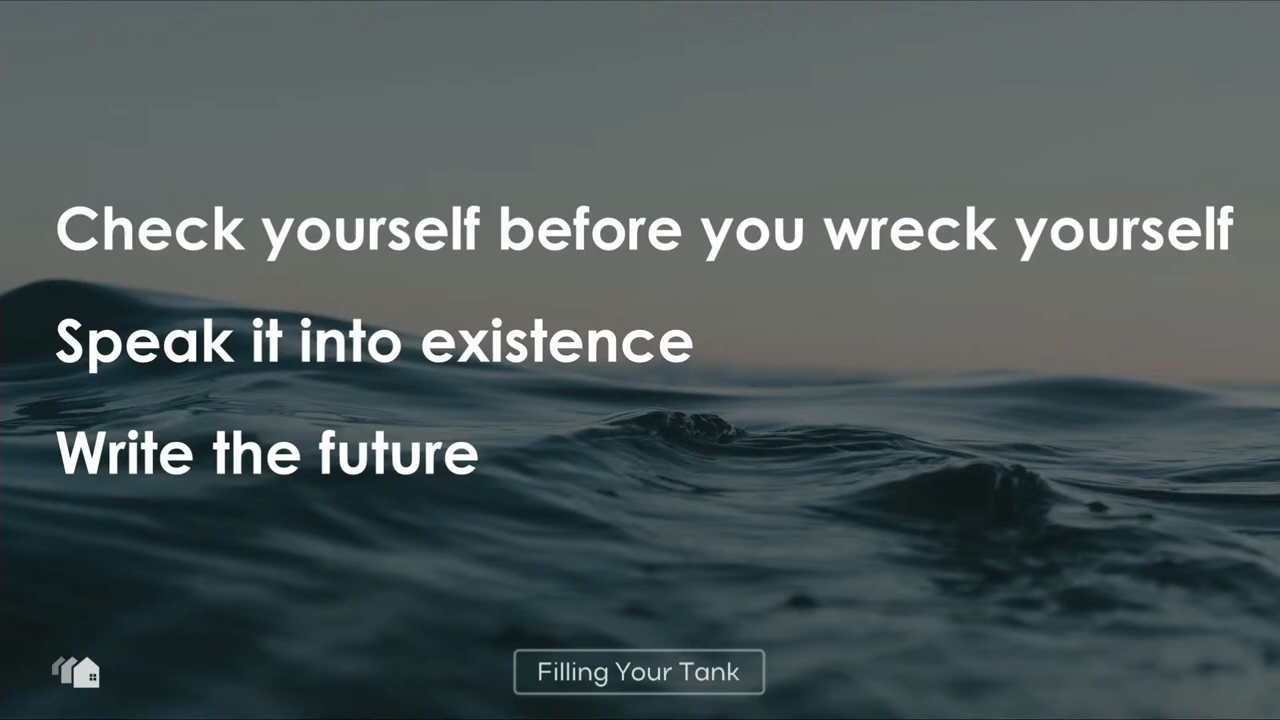 Check yourself before you wreck yourself
Speak it into existence
Write the future
Filling Your Tank